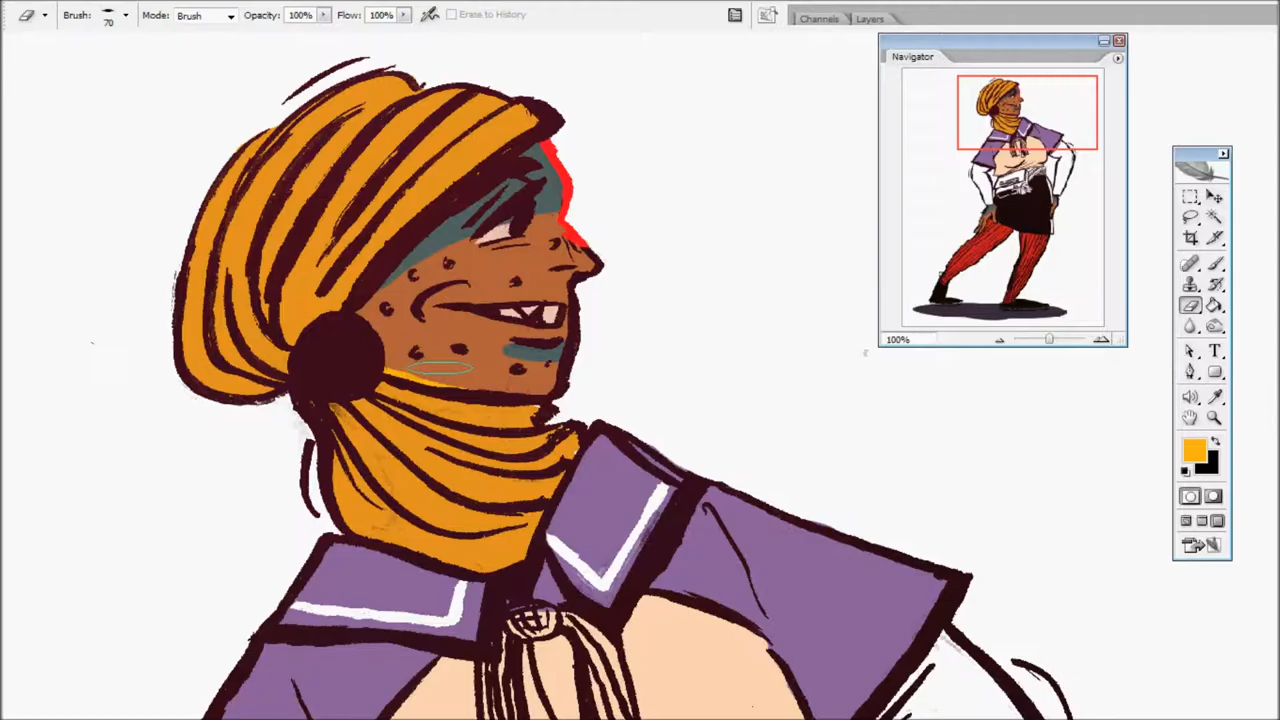 Brush: 70 Mode: Brush Opacity: 100% Flow: 100% Erase to History
Channels Layers
Navigator
100%
T